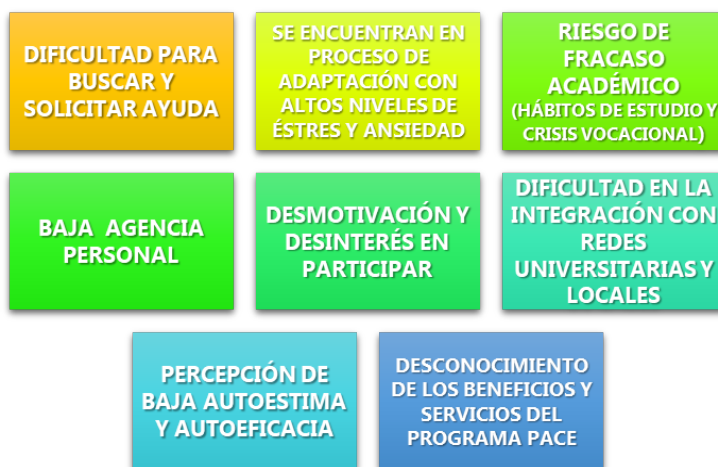 DIFICULTAD PARA
BUSCAR Y
SOLICITAR AYUDA
SE ENCUENTRAN EN
PROCESO DE
ADAPTACIÓN CON
ALTOS NIVELES DE
ÉSTRES Y ANSIEDAD
RIESGO DE
FRACASO
ACADÉMICO
(HÁBITOS DE ESTUDIO Y
CRISIS VOCACIONAL)
BAJA AGENCIA
PERSONAL
DESMOTIVACIÓN Y
DESINTERÉS EN
PARTICIPAR
DIFICULTAD EN LA
INTEGRACIÓN CON
REDES
UNIVERSITARIAS Y
LOCALES
PERCEPCIÓN DE
BAJA AUTOESTIMA
Y AUTOEFICACIA
DESCONOCIMIENTO
DE LOS BENEFICIOS Y
SERVICIOS DEL
PROGRAMA PACE